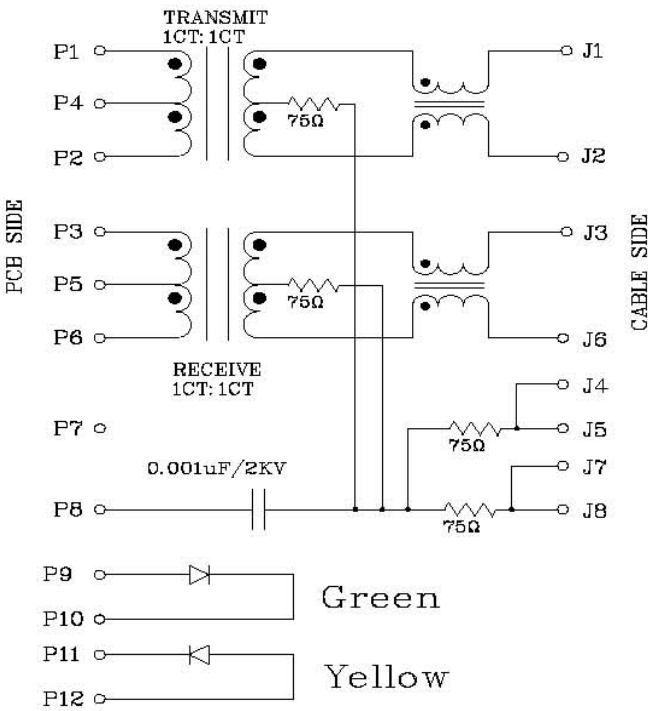 TRANSMIT
1CT: 1CT
P1
J1
P4
75Ω
P2
J2
PCB SIDE
CABLE SIDE
P3
J3
P5
75Ω
P6
J6
RECEIVE
1CT: 1CT
J4
P7
J5
75Ω
0.001uF/2KV
J7
P8
J8
75Ω
P9
Green
P10
P11
Yellow
P12